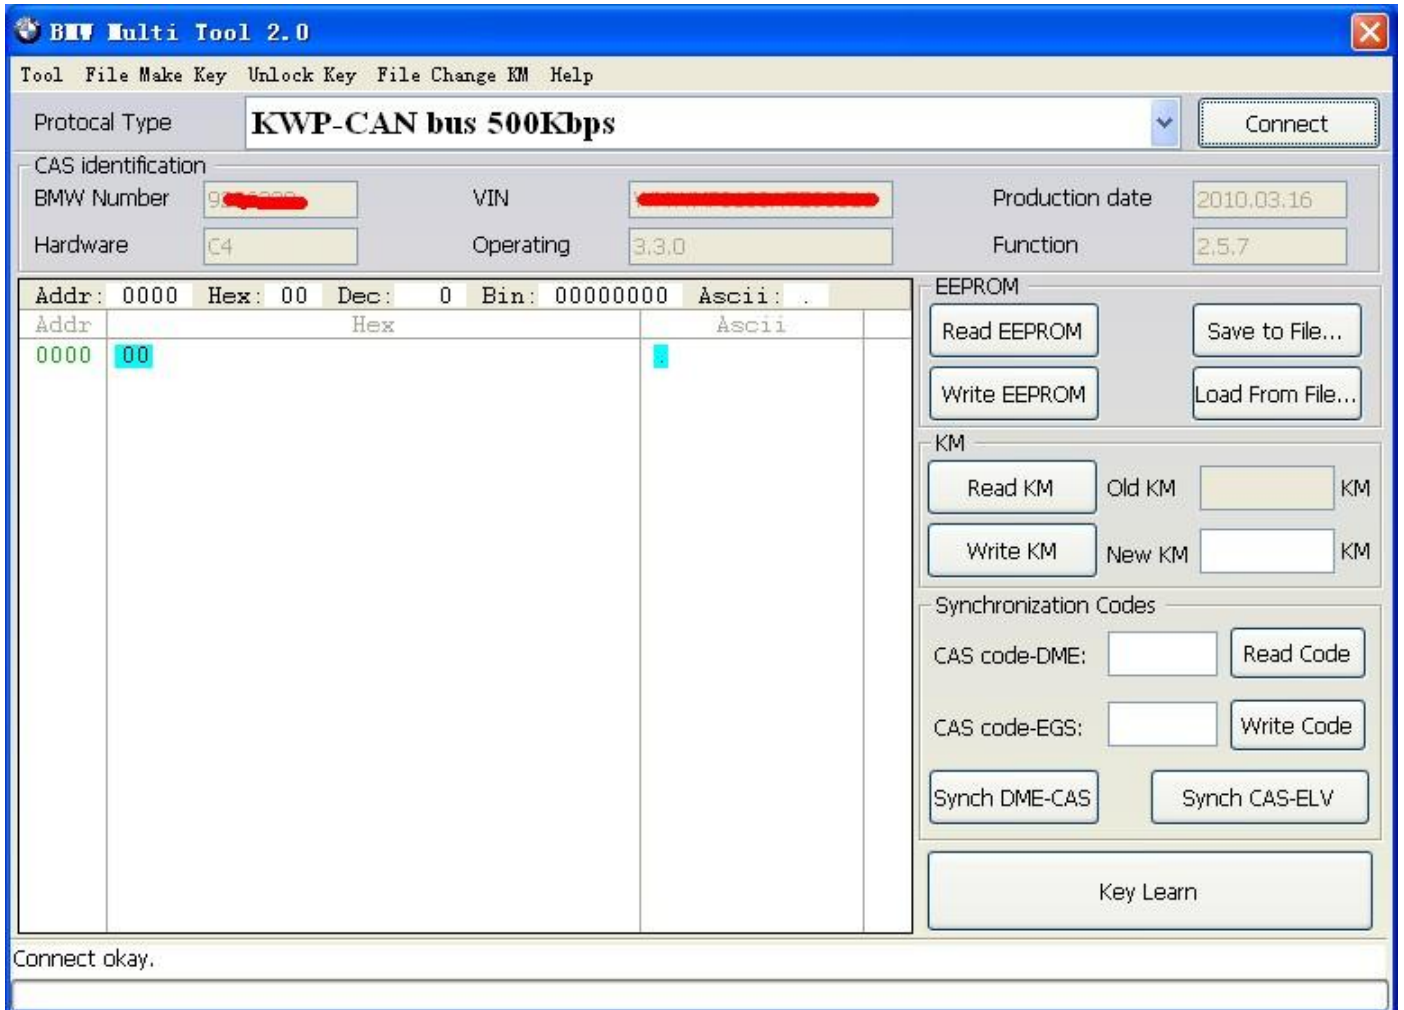 BMW Multi Tool 2.0
Tool File Make Key Unlock Key File Change KM Help
Protocal Type KWP-CAN bus 500Kbps Connect
CAS identification
BMW Number VIN Production date 2010.03.16
Hardware C4 Operating 3.3.0 Function 2.5.7
Addr: 0000 Hex: 00 Dec: 0 Bin: 00000000 Ascii: .
Addr Hex Ascii
0000 00 .
EEPROM
Read EEPROM Save to File...
Write EEPROM Load From File...
KM
Read KM Old KM KM
Write KM New KM KM
Synchronization Codes
CAS code-DME: Read Code
CAS code-EGS: Write Code
Synch DME-CAS Synch CAS-ELV
Key Learn
Connect okay.